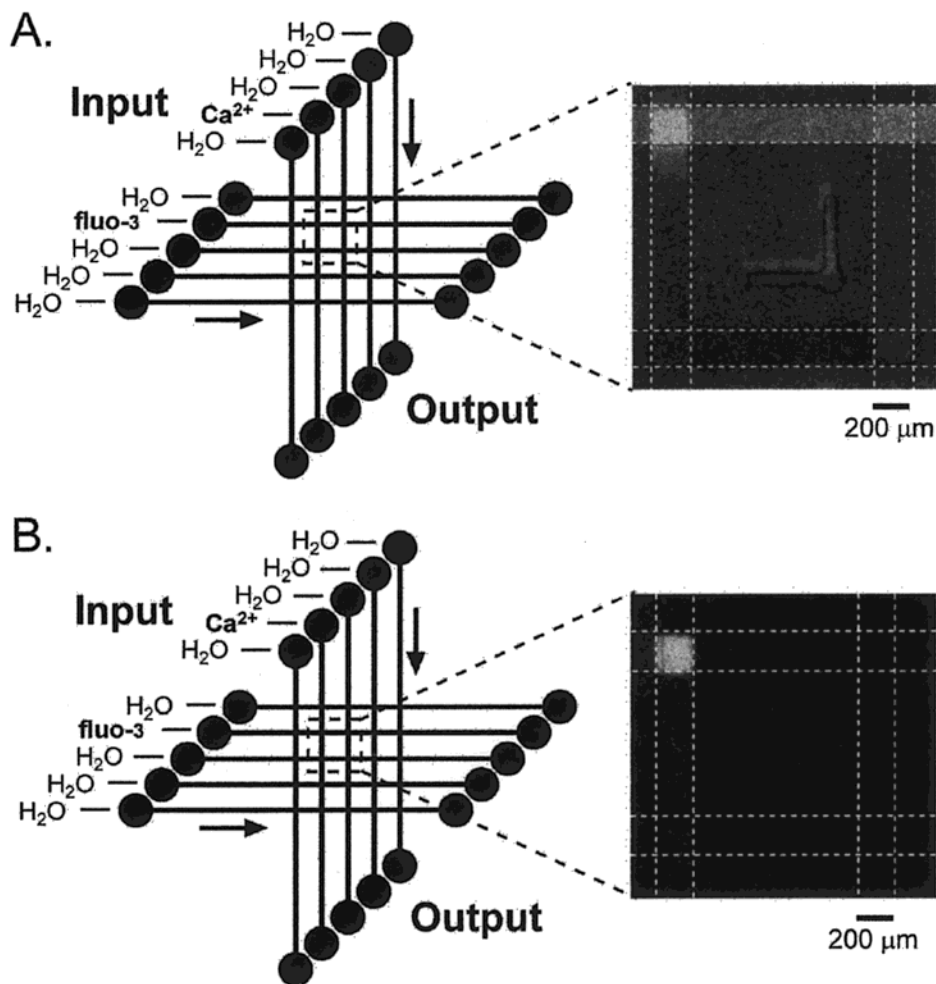 A.
H₂O
H₂O
H₂O
Input
Ca²⁺
H₂O
H₂O
fluo-3
H₂O
H₂O
H₂O
Output
200 μm
B.
H₂O
H₂O
H₂O
Input
Ca²⁺
H₂O
H₂O
fluo-3
H₂O
H₂O
H₂O
Output
200 μm